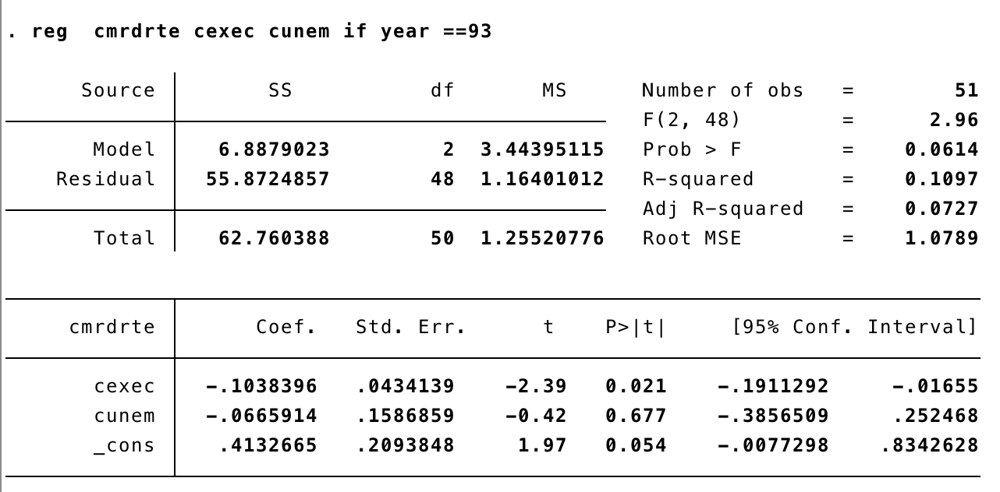 . reg  cmrdrte cexec cunem if year ==93
Source | SS df MS Number of obs = 51
F(2, 48) = 2.96
Model | 6.8879023 2 3.44395115 Prob > F = 0.0614
Residual | 55.8724857 48 1.16401012 R-squared = 0.1097
Adj R-squared = 0.0727
Total | 62.760388 50 1.25520776 Root MSE = 1.0789
cmrdrte | Coef. Std. Err. t P>|t| [95% Conf. Interval]
cexec | -.1038396 .0434139 -2.39 0.021 -.1911292 -.01655
cunem | -.0665914 .1586859 -0.42 0.677 -.3856509 .252468
_cons | .4132665 .2093848 1.97 0.054 -.0077298 .8342628